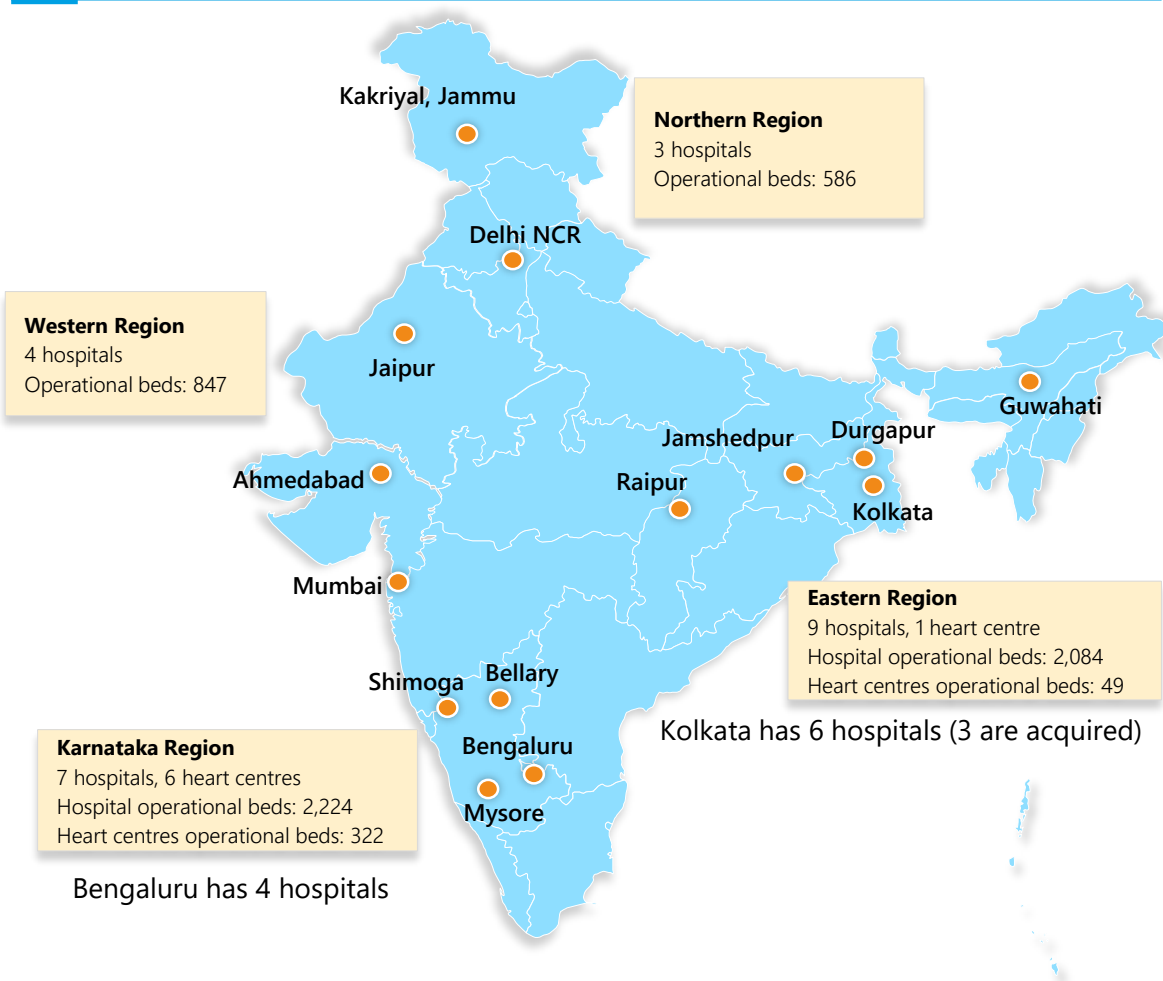 Kakriyal, Jammu
Northern Region
3 hospitals
Operational beds: 586
Delhi NCR
Western Region
4 hospitals
Operational beds: 847
Jaipur
Guwahati
Durgapur
Jamshedpur
Raipur
Ahmedabad
Kolkata
Mumbai
Eastern Region
9 hospitals, 1 heart centre
Hospital operational beds: 2,084
Heart centres operational beds: 49
Shimoga
Bellary
Kolkata has 6 hospitals (3 are acquired)
Karnataka Region
7 hospitals, 6 heart centres
Hospital operational beds: 2,224
Heart centres operational beds: 322
Bengaluru
Mysore
Bengaluru has 4 hospitals